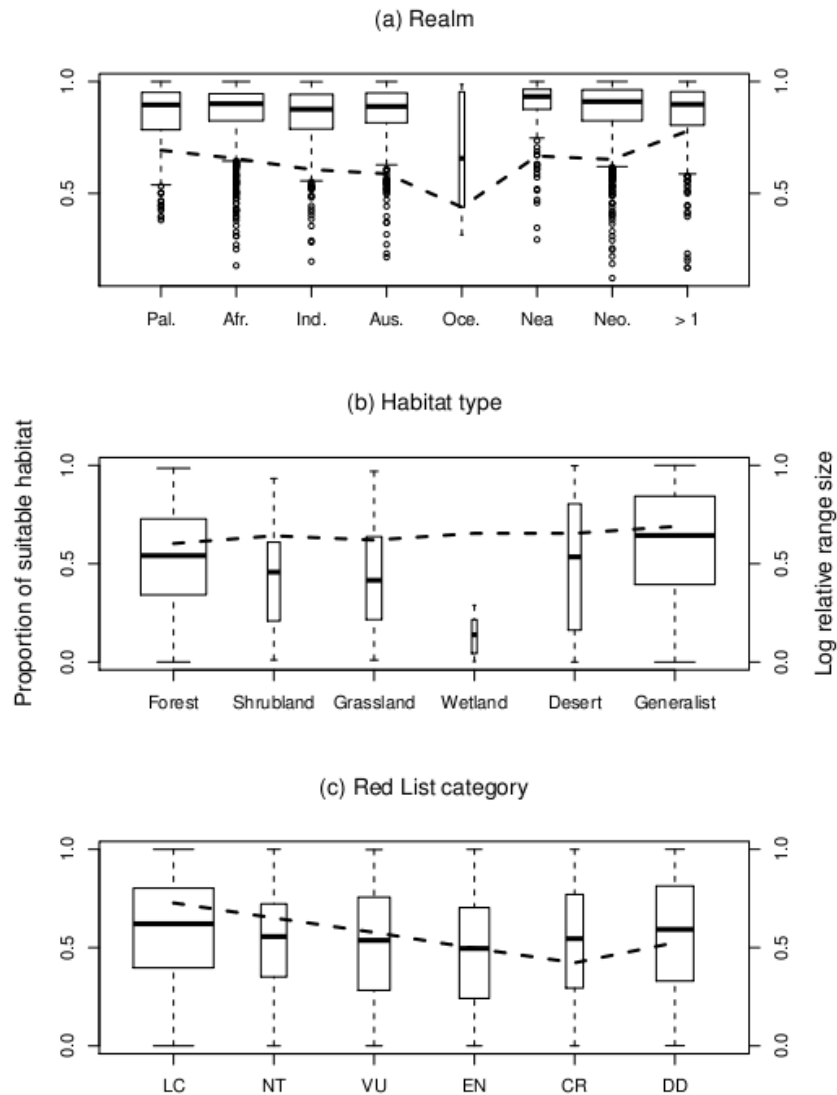 (a) Realm
1.0
0.5
1.0
0.5
Pal. Afr. Ind. Aus. Oce. Nea Neo. > 1
(b) Habitat type
Proportion of suitable habitat
Log relative range size
1.0
0.5
0.0
1.0
0.5
0.0
Forest Shrubland Grassland Wetland Desert Generalist
(c) Red List category
1.0
0.5
0.0
1.0
0.5
0.0
LC NT VU EN CR DD